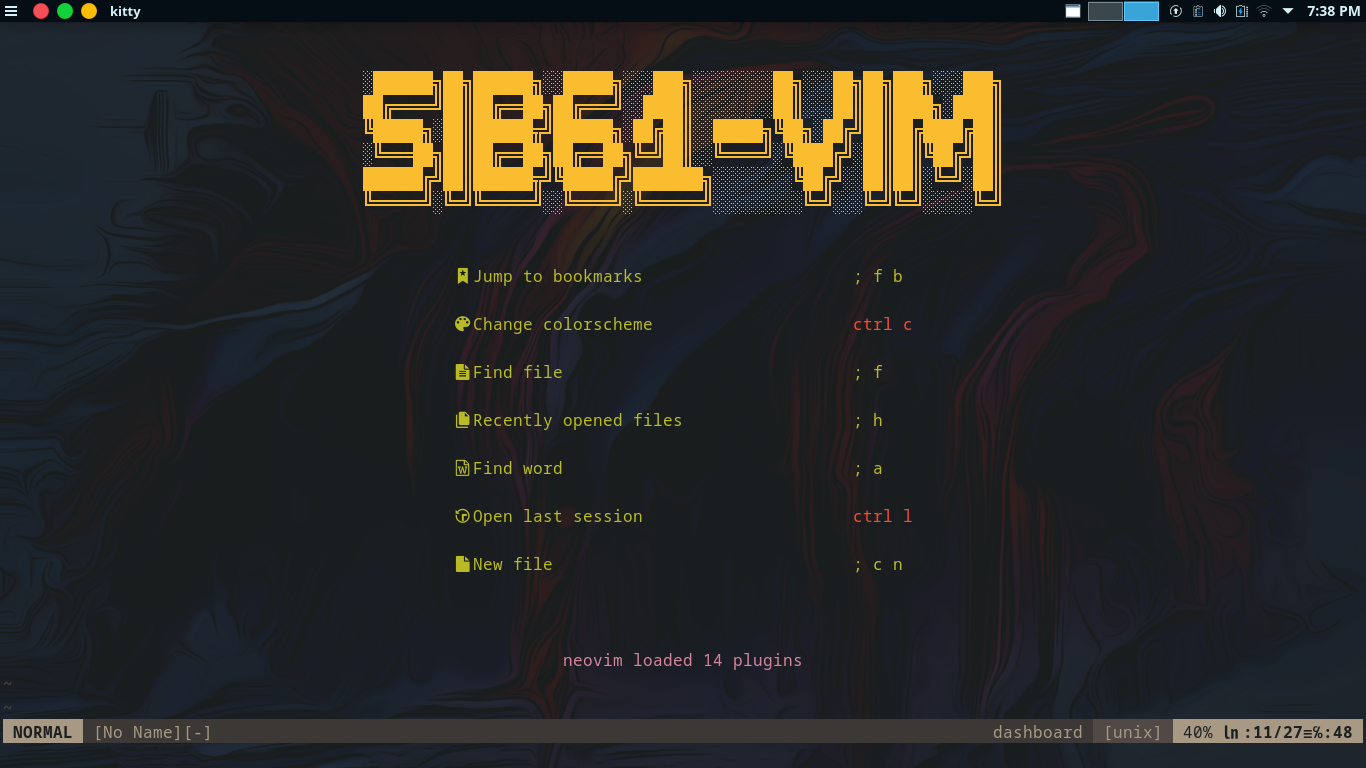 kitty
7:38 PM
SIB61-VIM
Jump to bookmarks ; f b
Change colorscheme ctrl c
Find file ; f
Recently opened files ; h
Find word ; a
Open last session ctrl l
New file ; c n
neovim loaded 14 plugins
~
~
NORMAL [No Name][-] dashboard [unix] 40% ㏑:11/27≡℅:48